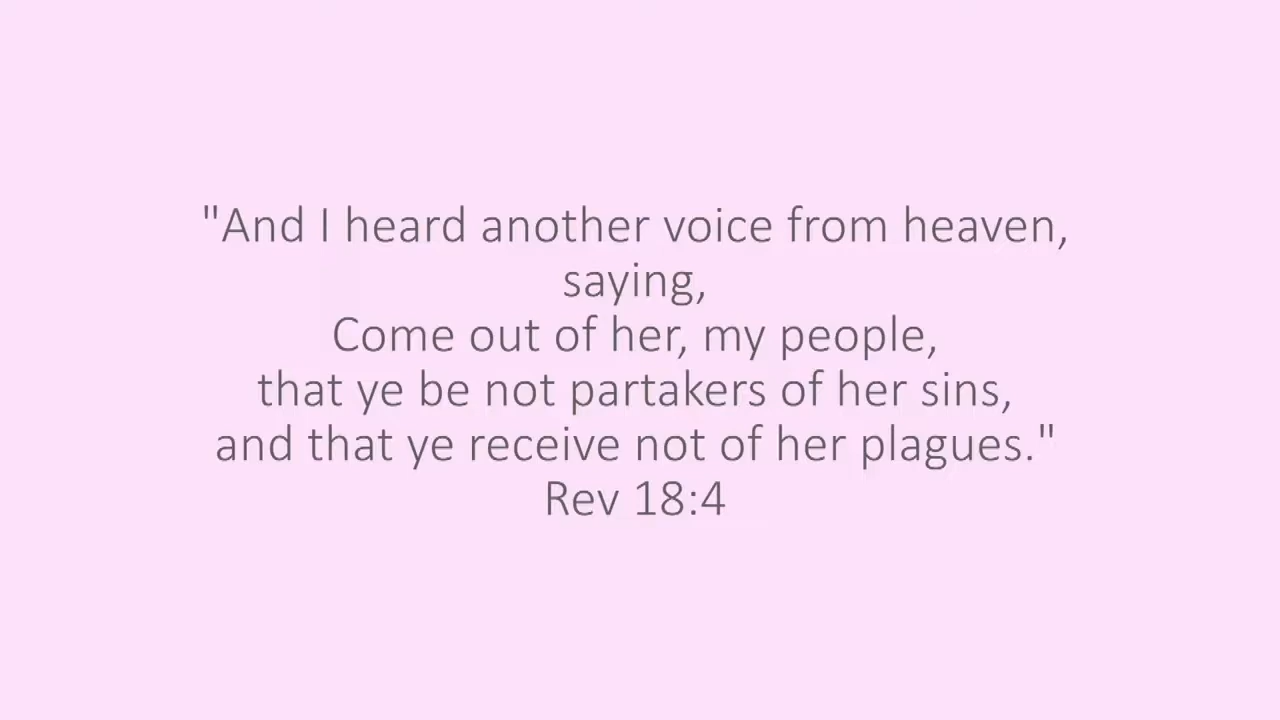 "And I heard another voice from heaven,
saying,
Come out of her, my people,
that ye be not partakers of her sins,
and that ye receive not of her plagues."
Rev 18:4